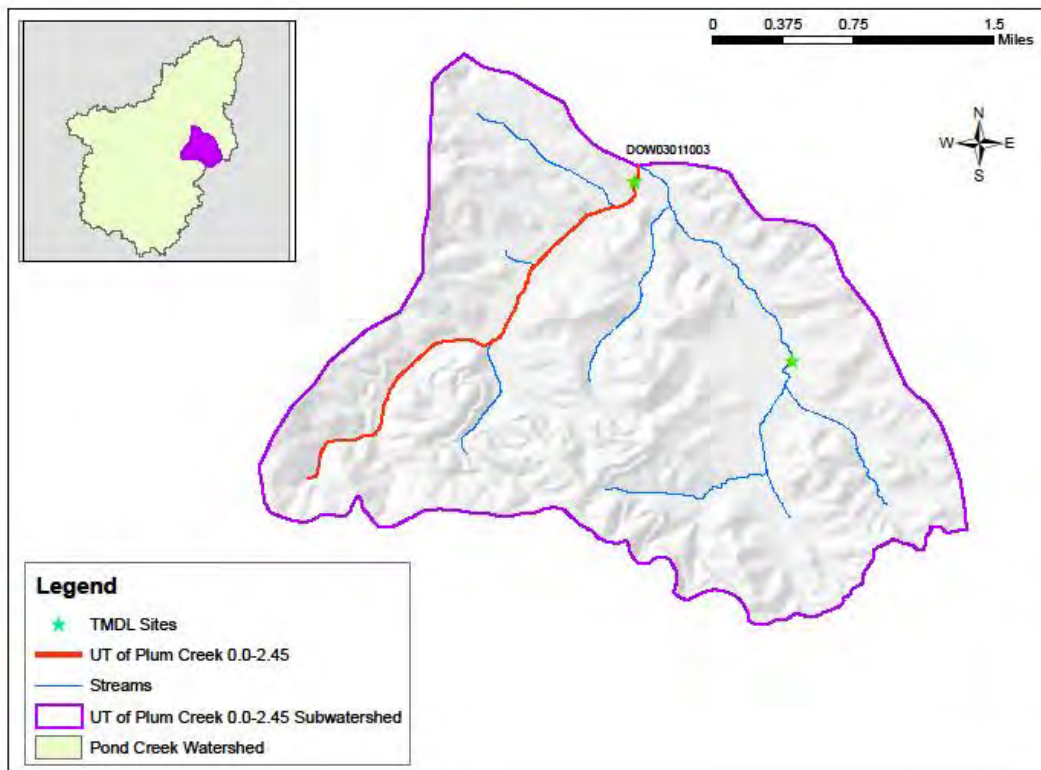 0 0.375 0.75 1.5
Miles
N
W E
S
DOW03011003
Legend
TMDL Sites
UT of Plum Creek 0.0-2.45
Streams
UT of Plum Creek 0.0-2.45 Subwatershed
Pond Creek Watershed